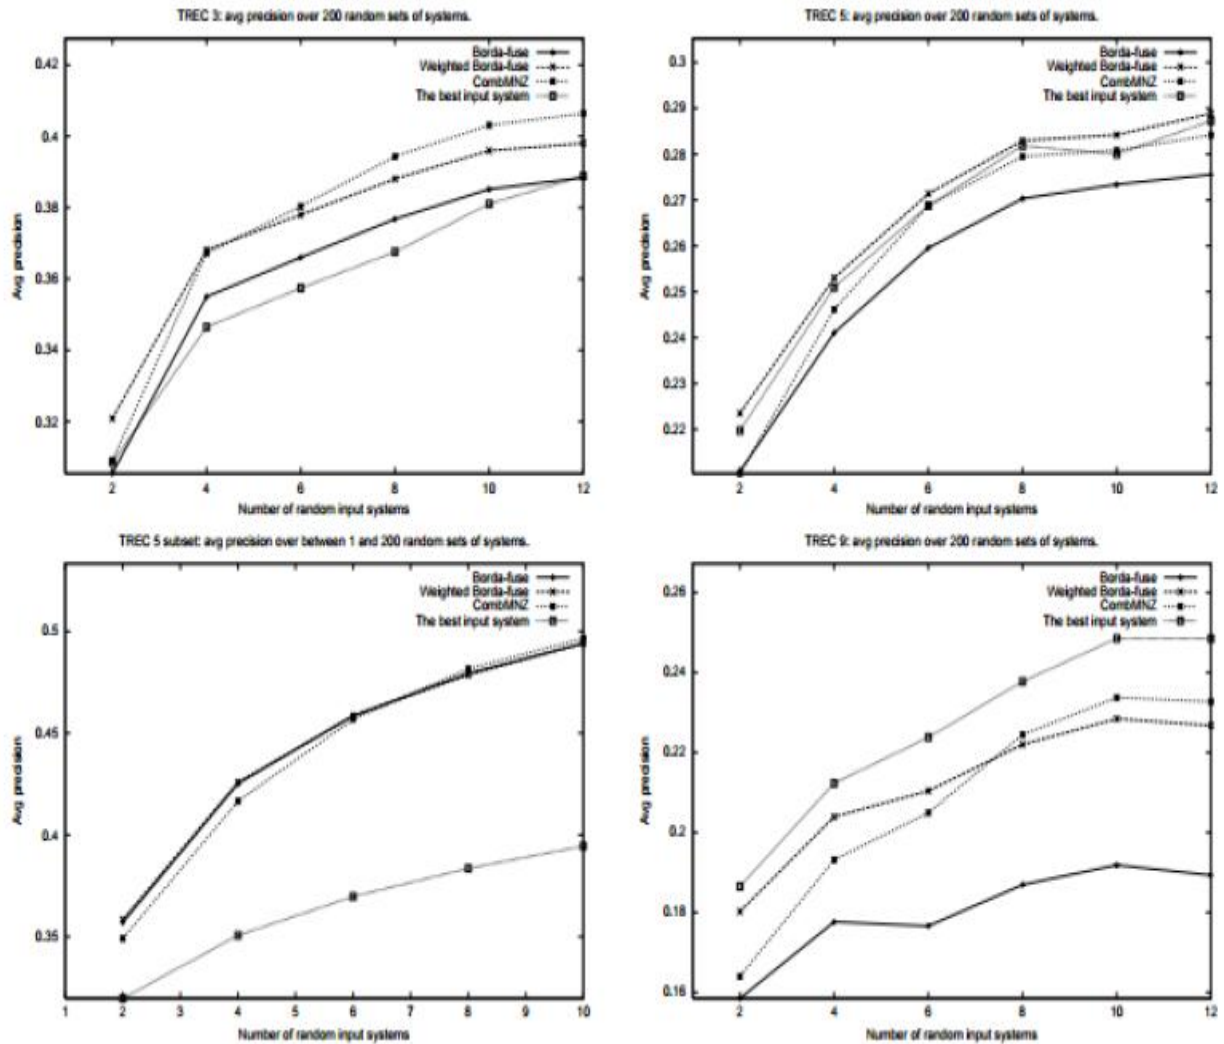 TREC 3: avg precision over 200 random sets of systems.
Borda-fuse
Weighted Borda-fuse
CombMNZ
The best input system
0.42
0.4
0.38
0.36
0.34
0.32
Avg precision
2 4 6 8 10 12
Number of random input systems
TREC 5: avg precision over 200 random sets of systems.
Borda-fuse
Weighted Borda-fuse
CombMNZ
The best input system
0.3
0.29
0.28
0.27
0.26
0.25
0.24
0.23
0.22
Avg precision
2 4 6 8 10 12
Number of random input systems
TREC 5 subset: avg precision over between 1 and 200 random sets of systems.
Borda-fuse
Weighted Borda-fuse
CombMNZ
The best input system
0.5
0.45
0.4
0.35
Avg precision
1 2 3 4 5 6 7 8 9 10
Number of random input systems
TREC 9: avg precision over 200 random sets of systems.
Borda-fuse
Weighted Borda-fuse
CombMNZ
The best input system
0.26
0.24
0.22
0.2
0.18
0.16
Avg precision
2 4 6 8 10 12
Number of random input systems